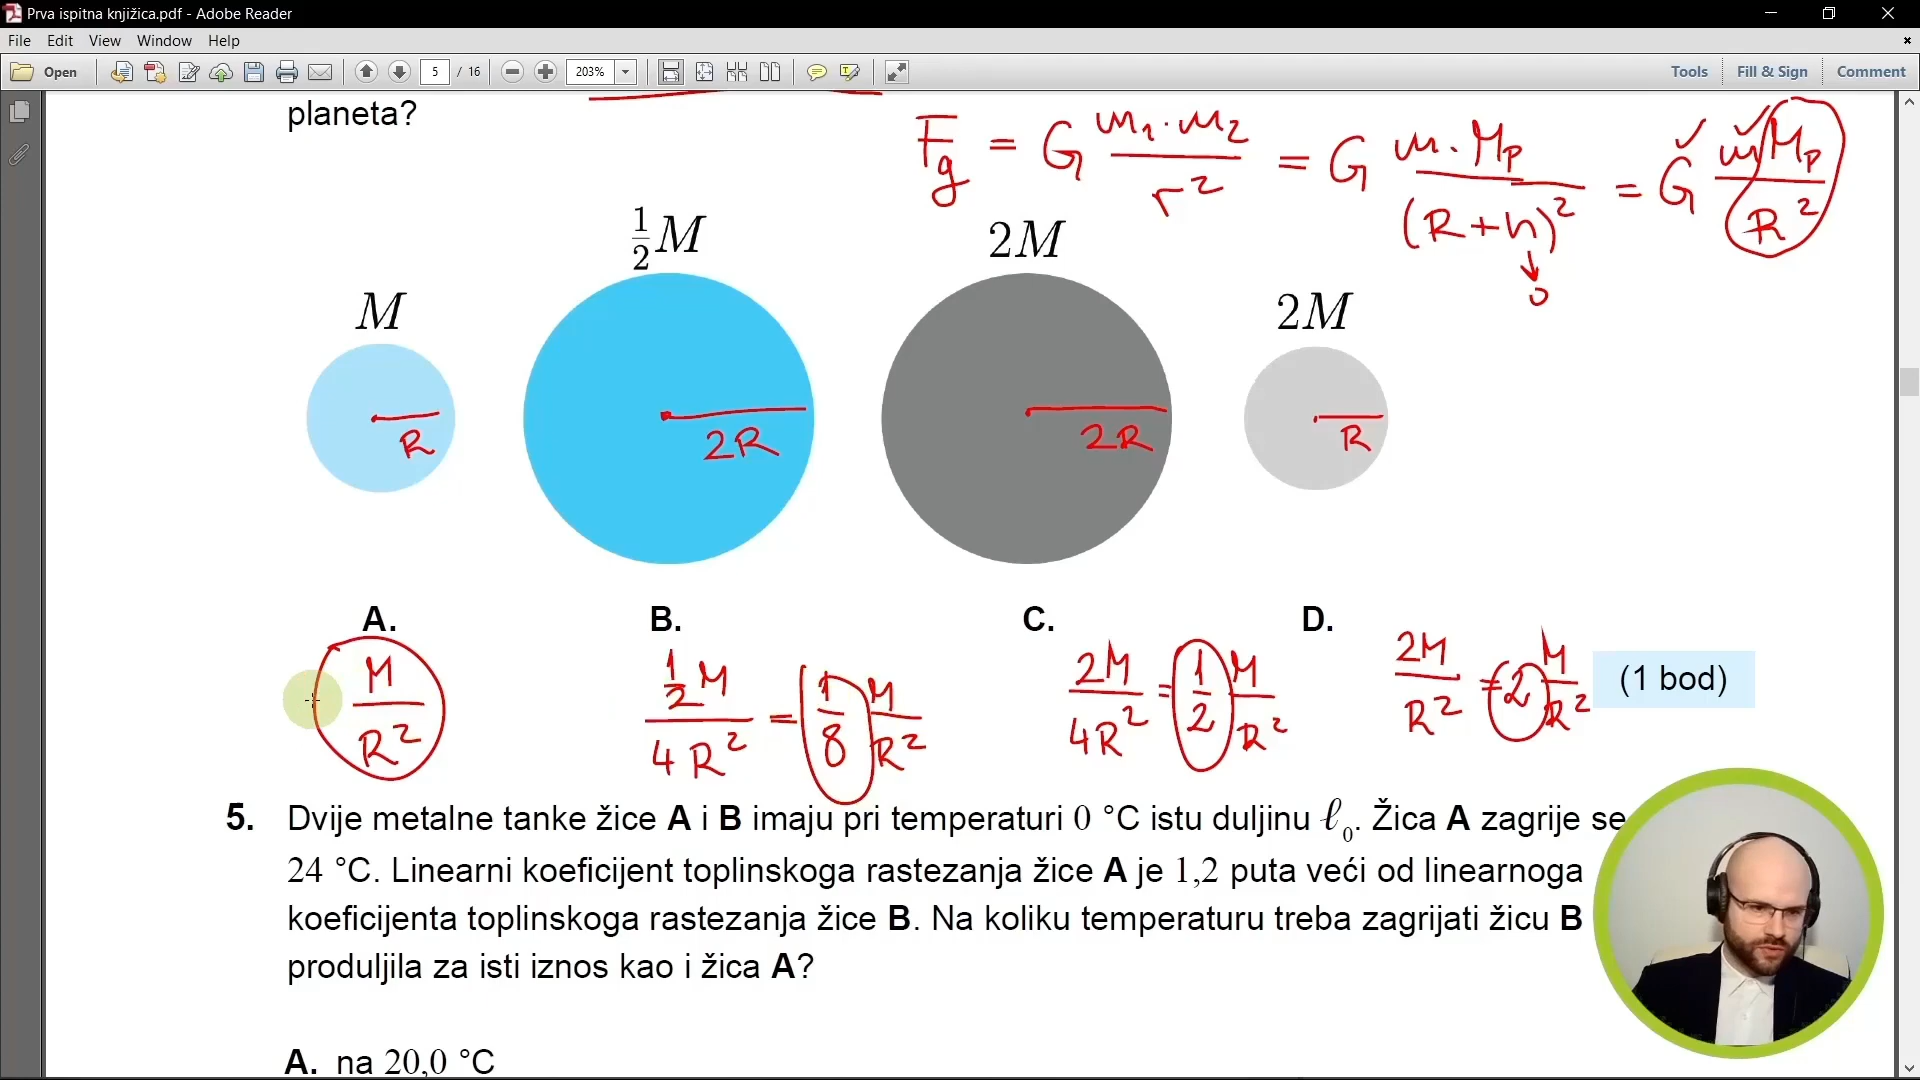 Prva ispitna knjižica.pdf - Adobe Reader
File Edit View Window Help
Open 5 / 16 203% Tools Fill & Sign Comment
planeta?
F_g = G m₁·m₂ / r² = G m·M_p / (R+h)² = G mM_p / R²
0
M
½M
2M
2M
R
2R
2R
R
A. B. C. D.
M / R²
½M / 4R² = 1/8 M/R²
2M / 4R² = 1/2 M/R²
2M / R² = 2 M/R²
(1 bod)
5. Dvije metalne tanke žice A i B imaju pri temperaturi 0 °C istu duljinu ℓ₀. Žica A zagrije se
24 °C. Linearni koeficijent toplinskoga rastezanja žice A je 1,2 puta veći od linearnoga
koeficijenta toplinskoga rastezanja žice B. Na koliku temperaturu treba zagrijati žicu B
produljila za isti iznos kao i žica A?
A. na 20,0 °C